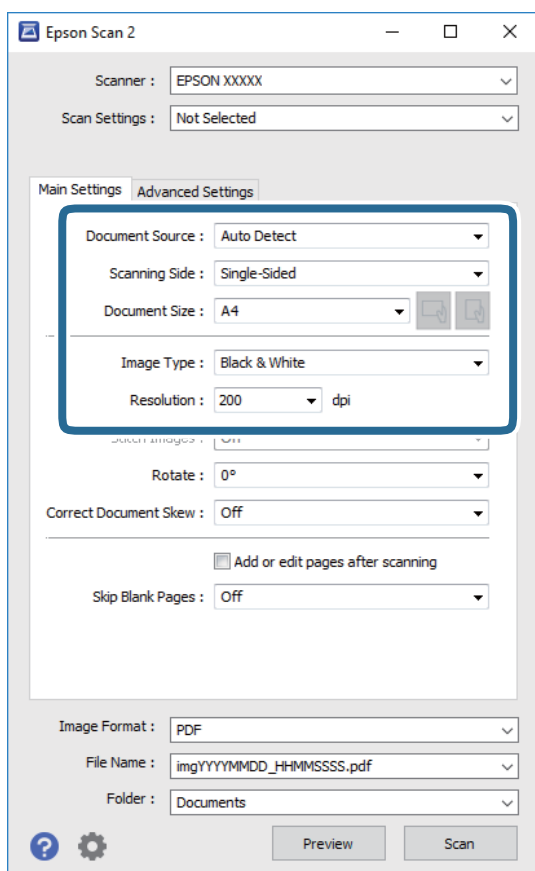 Epson Scan 2
Scanner : EPSON XXXXX
Scan Settings : Not Selected
Main Settings Advanced Settings
Document Source : Auto Detect
Scanning Side : Single-Sided
Document Size : A4
Image Type : Black & White
Resolution : 200 dpi
Rotate : 0°
Correct Document Skew : Off
Add or edit pages after scanning
Skip Blank Pages : Off
Image Format : PDF
File Name : imgYYYYMMDD_HHMMSSSS.pdf
Folder : Documents
? Preview Scan